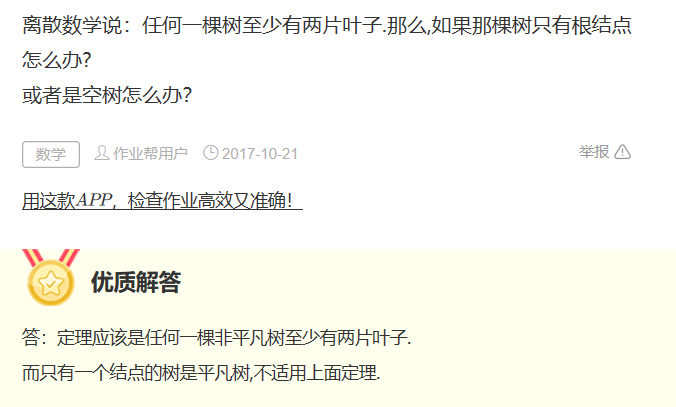 离散数学说：任何一棵树至少有两片叶子.那么,如果那棵树只有根结点
怎么办?
或者是空树怎么办?
数学 作业帮用户 2017-10-21 举报
用这款APP，检查作业高效又准确！
优质解答
答：定理应该是任何一棵非平凡树至少有两片叶子.
而只有一个结点的树是平凡树,不适用上面定理.